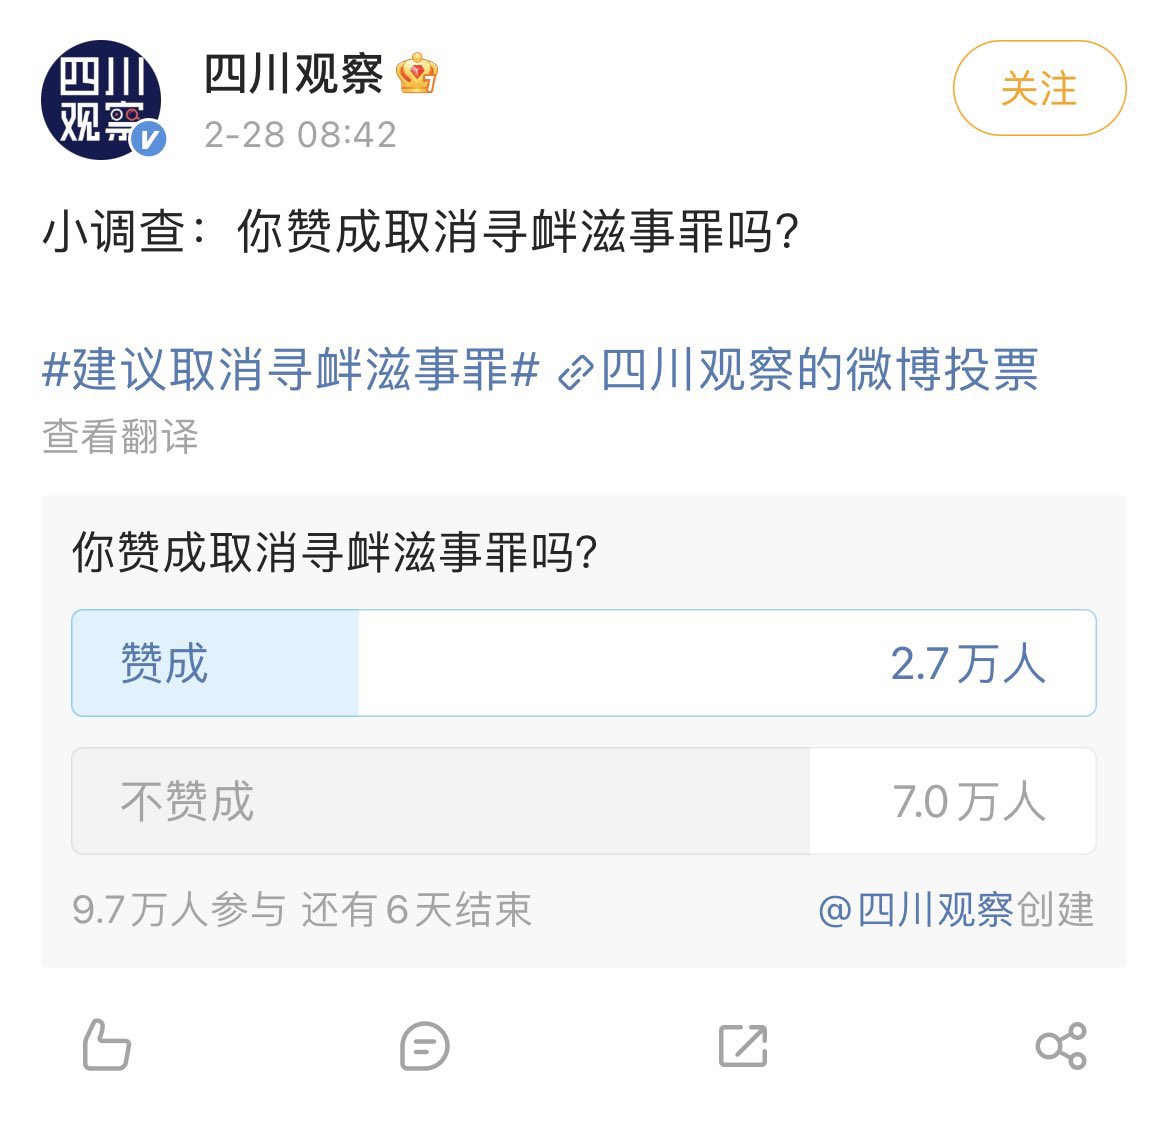 四川
观察
四川观察
2-28 08:42
关注
小调查：你赞成取消寻衅滋事罪吗?
#建议取消寻衅滋事罪# 四川观察的微博投票
查看翻译
你赞成取消寻衅滋事罪吗?
赞成 2.7万人
不赞成 7.0万人
9.7万人参与 还有6天结束 @四川观察创建